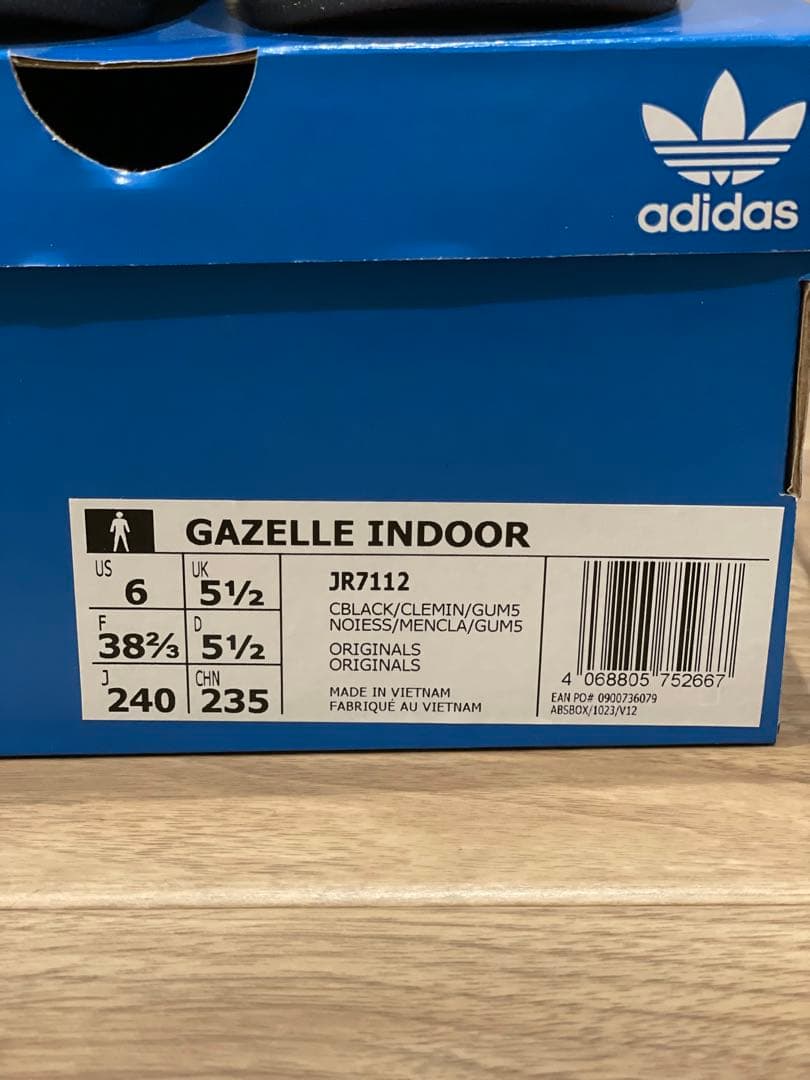 adidas
GAZELLE INDOOR
US 6 UK 5½
F 38⅔ D 5½
J 240 CHN 235
JR7112
CBLACK/CLEMIN/GUM5
NOIESS/MENCLA/GUM5
ORIGINALS
ORIGINALS
MADE IN VIETNAM
FABRIQUÉ AU VIETNAM
4 068805 752667
EAN PO# 0900736079
ABSBOX/1023/V12